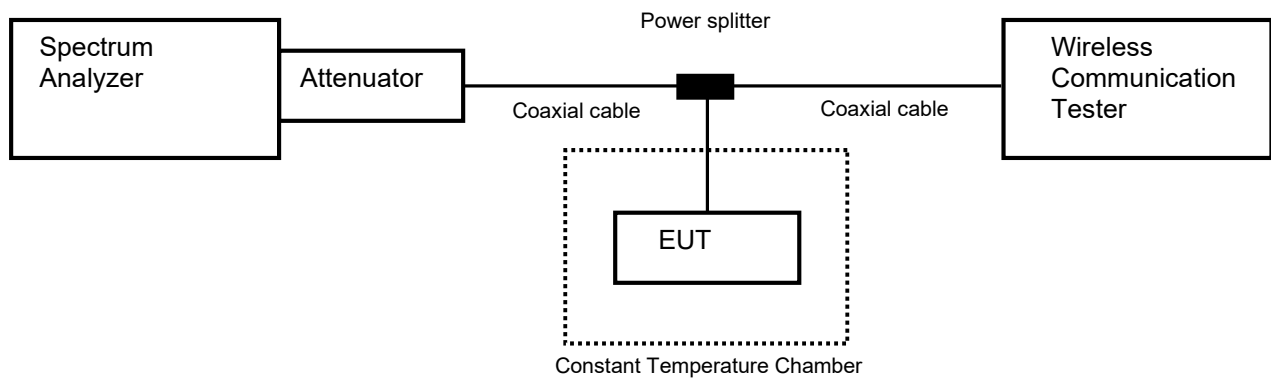 Power splitter
Spectrum
Analyzer
Attenuator
Wireless
Communication
Tester
Coaxial cable
Coaxial cable
EUT
Constant Temperature Chamber